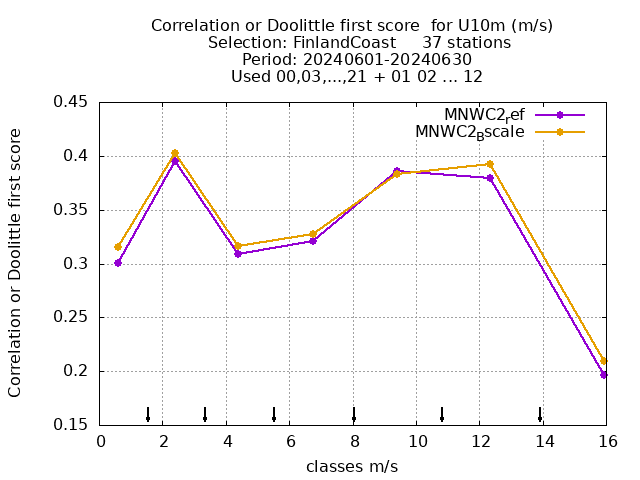 Correlation or Doolittle first score  for U10m (m/s)
Selection: FinlandCoast     37 stations
Period: 20240601-20240630
Used 00,03,...,21 + 01 02 ... 12
MNWC2ref
MNWC2Bscale
Correlation or Doolittle first score
0.45
0.4
0.35
0.3
0.25
0.2
0.15
0 2 4 6 8 10 12 14 16
classes m/s